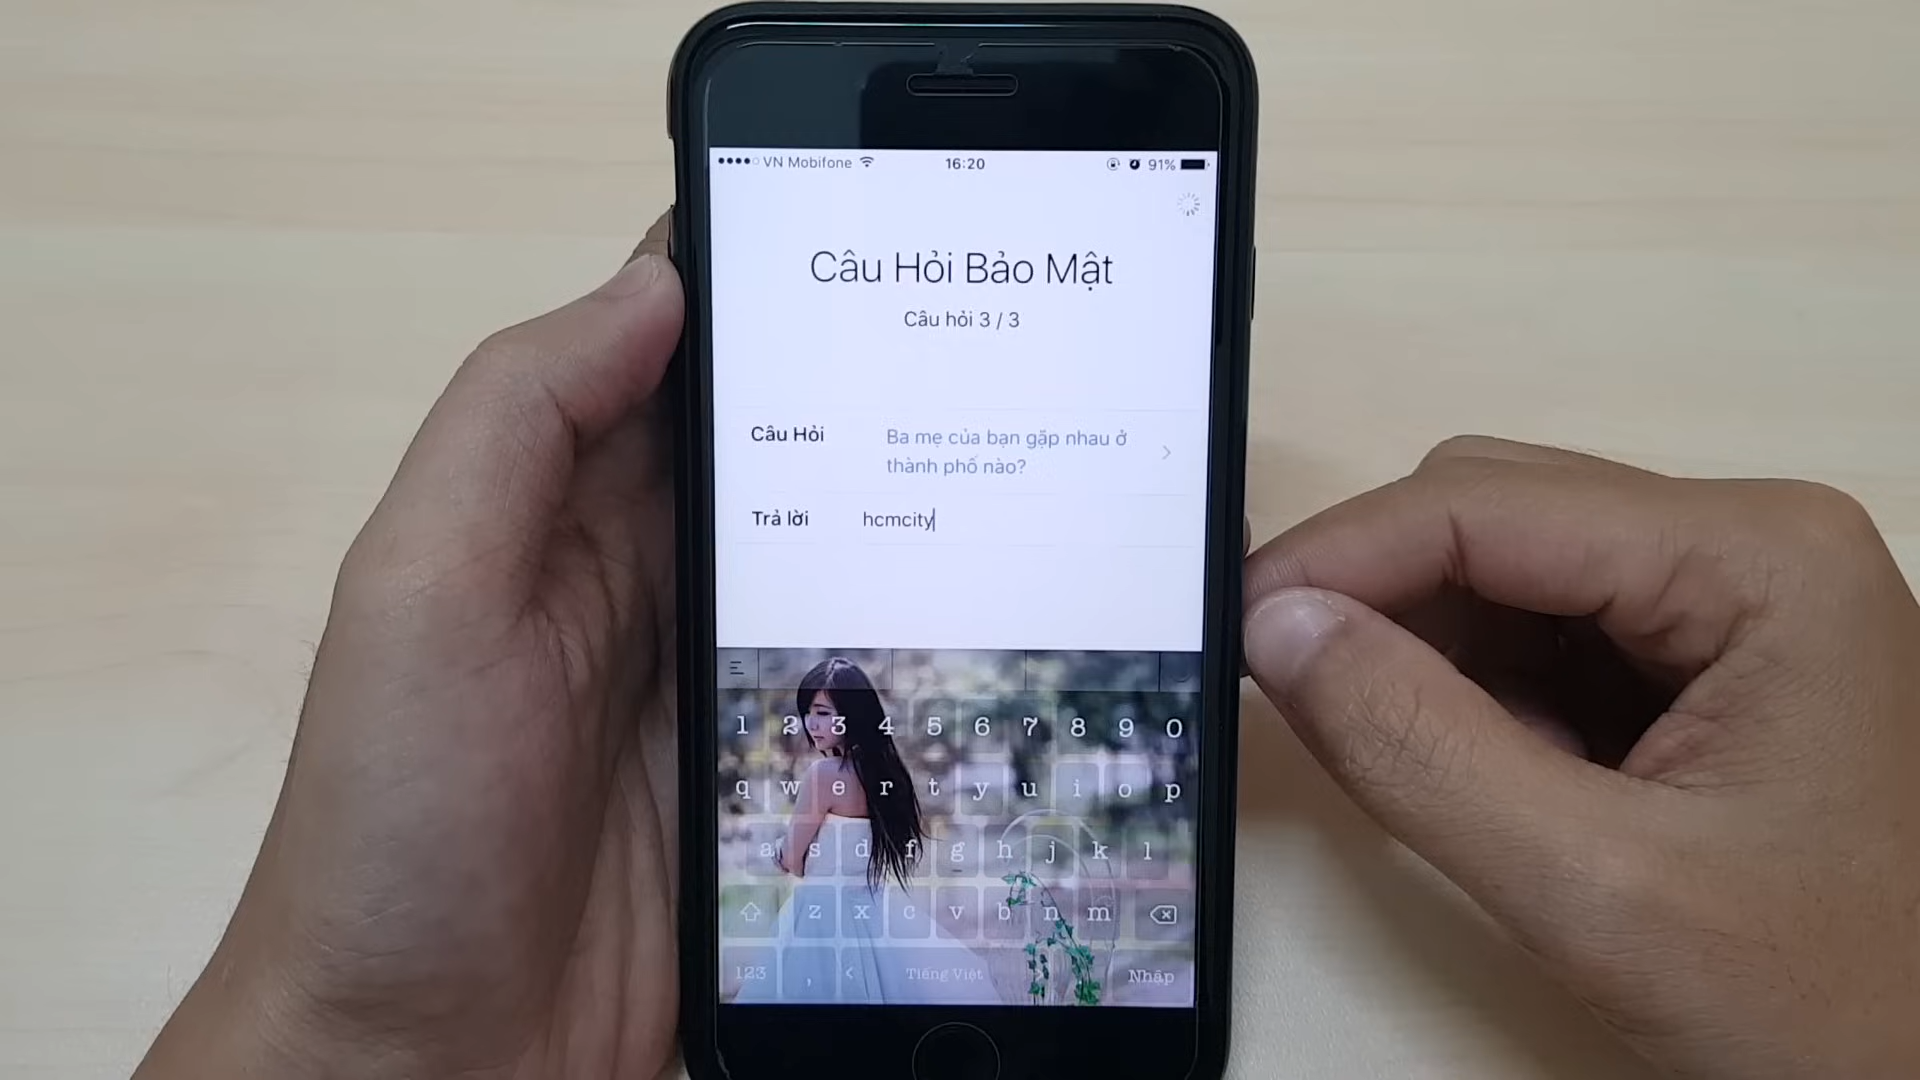 VN Mobifone 16:20 91%
Câu Hỏi Bảo Mật
Câu hỏi 3 / 3
Câu Hỏi
Ba mẹ của bạn gặp nhau ở
thành phố nào?
Trả lời hcmcity
1 2 3 4 5 6 7 8 9 0
q w e r t y u i o p
a s d f g h j k l
z x c v b n m
123 , < Tiếng Việt > Nhập